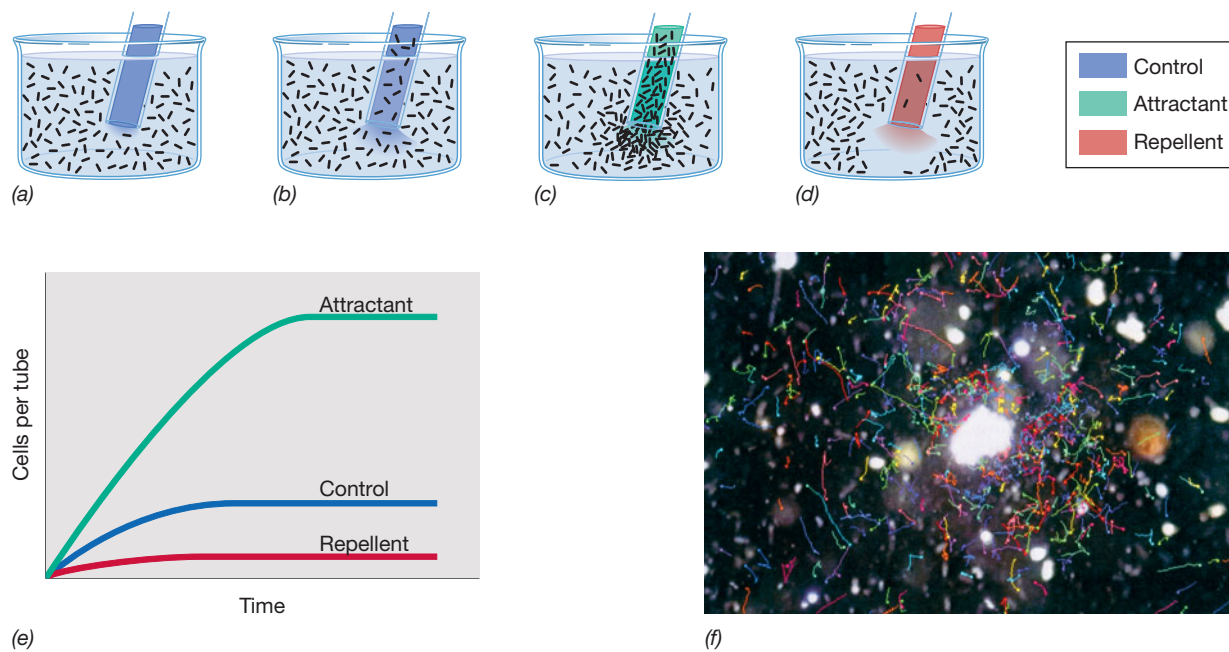 (a)
(b)
(c)
(d)
Control
Attractant
Repellent
Attractant
Control
Repellent
Cells per tube
Time
(e)
(f)